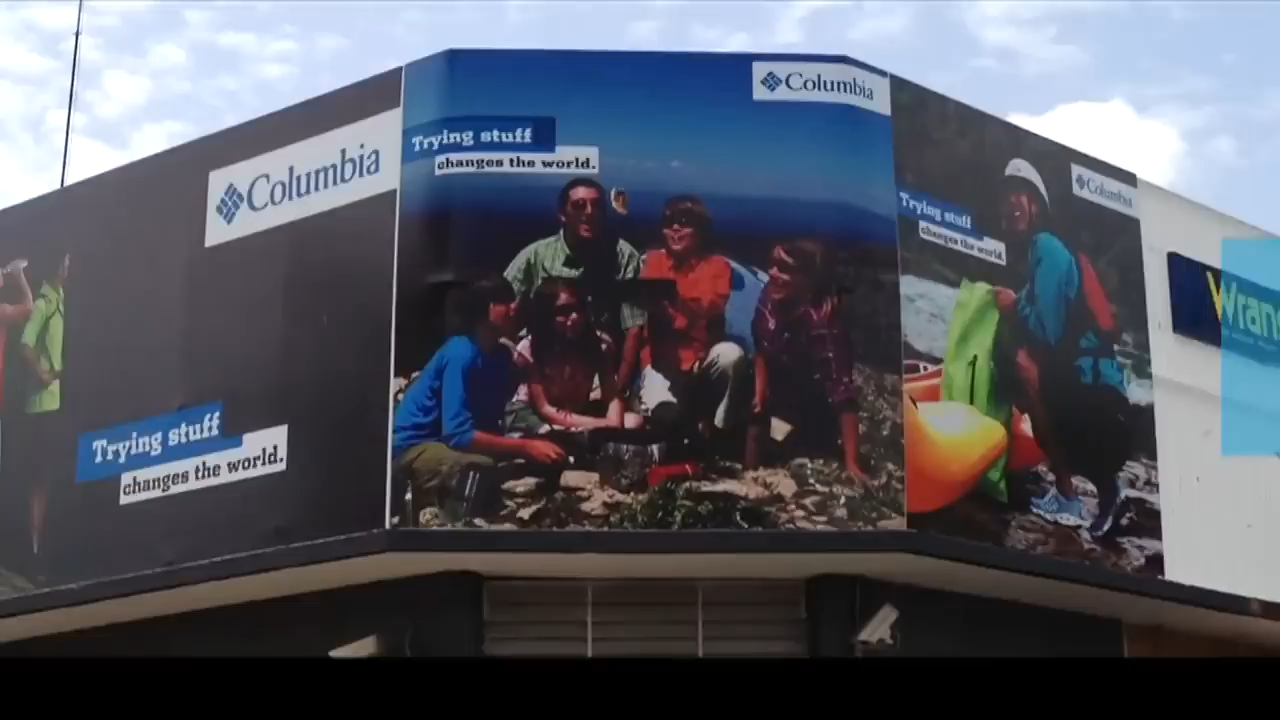 Columbia
Trying stuff
changes the world.
Columbia
Trying stuff
changes the world.
Columbia
Trying stuff
changes the world.